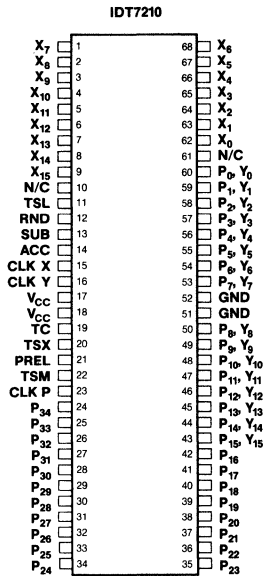 IDT7210
X7 1 68 X6
X8 2 67 X5
X9 3 66 X4
X10 4 65 X3
X11 5 64 X2
X12 6 63 X1
X13 7 62 X0
X14 8 61 N/C
X15 9 60 P0, Y0
N/C 10 59 P1, Y1
TSL 11 58 P2, Y2
RND 12 57 P3, Y3
SUB 13 56 P4, Y4
ACC 14 55 P5, Y5
CLK X 15 54 P6, Y6
CLK Y 16 53 P7, Y7
VCC 17 52 GND
VCC 18 51 GND
TC 19 50 P8, Y8
TSX 20 49 P9, Y9
PREL 21 48 P10, Y10
TSM 22 47 P11, Y11
CLK P 23 46 P12, Y12
P34 24 45 P13, Y13
P33 25 44 P14, Y14
P32 26 43 P15, Y15
P31 27 42 P16
P30 28 41 P17
P29 29 40 P18
P28 30 39 P19
P27 31 38 P20
P26 32 37 P21
P25 33 36 P22
P24 34 35 P23